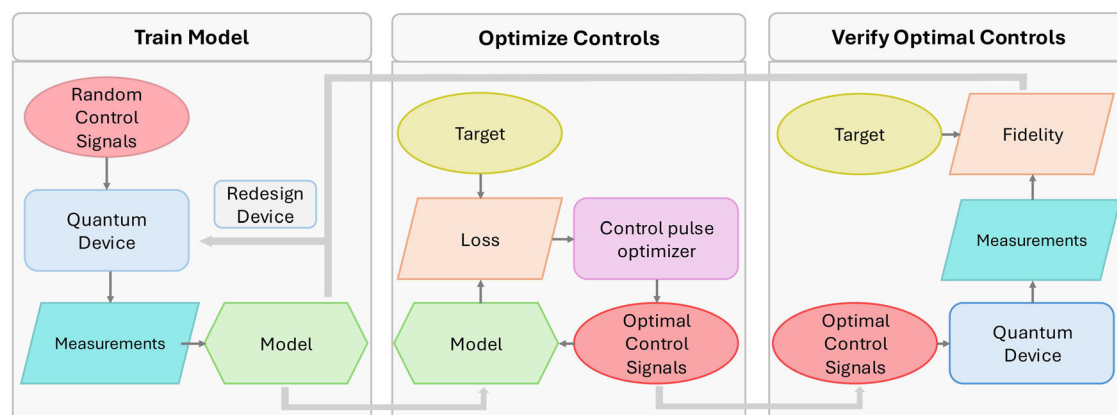 Train Model
Random
Control
Signals
Quantum
Device
Redesign
Device
Measurements
Model
Optimize Controls
Target
Loss
Control pulse
optimizer
Model
Optimal
Control
Signals
Verify Optimal Controls
Target
Fidelity
Measurements
Optimal
Control
Signals
Quantum
Device